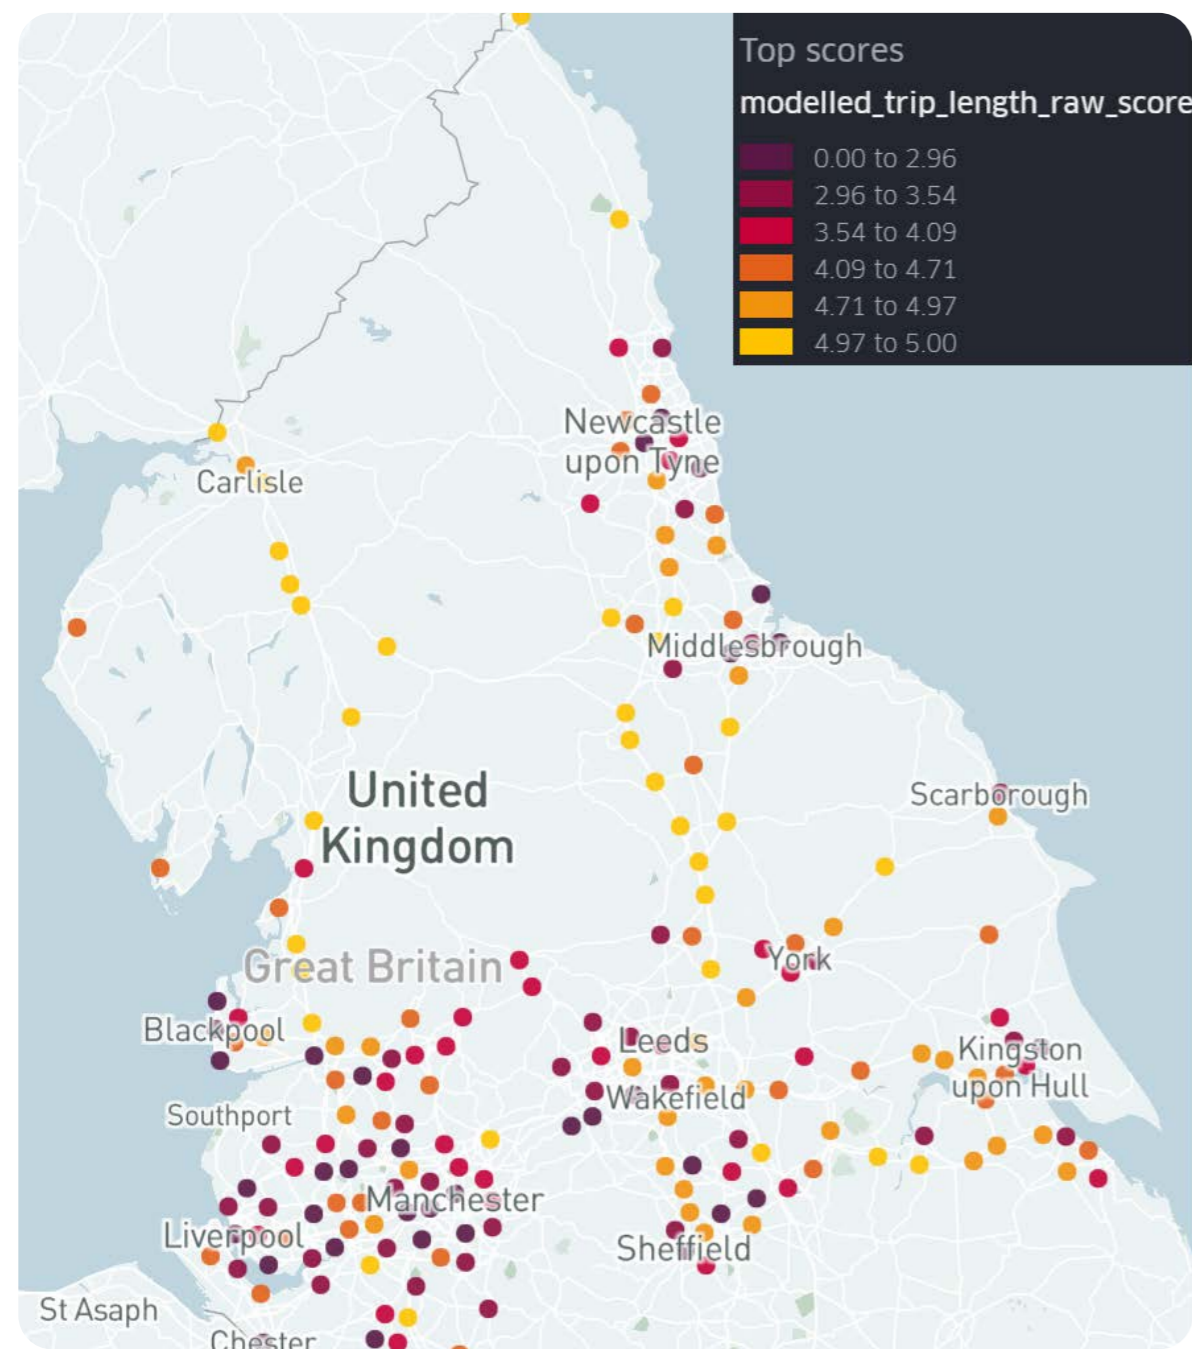 Top scores
modelled_trip_length_raw_score
0.00 to 2.96
2.96 to 3.54
3.54 to 4.09
4.09 to 4.71
4.71 to 4.97
4.97 to 5.00
Newcastle
upon Tyne
Carlisle
Middlesbrough
United
Kingdom
Scarborough
Great Britain
York
Blackpool
Leeds
Kingston
upon Hull
Wakefield
Southport
Manchester
Liverpool
Sheffield
St Asaph
Chester